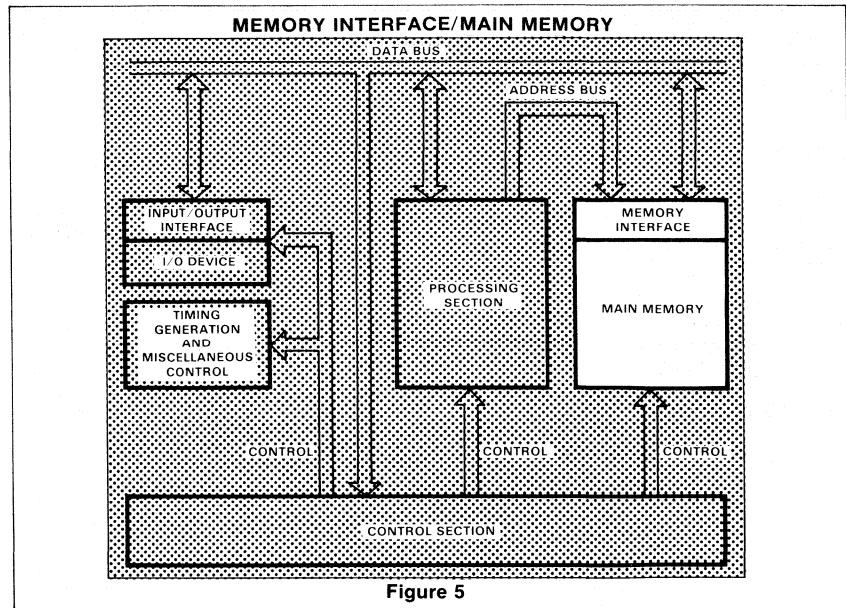 MEMORY INTERFACE/MAIN MEMORY
DATA BUS
ADDRESS BUS
INPUT/OUTPUT
INTERFACE
I/O DEVICE
TIMING
GENERATION
AND
MISCELLANEOUS
CONTROL
PROCESSING
SECTION
MEMORY
INTERFACE
MAIN MEMORY
CONTROL
CONTROL
CONTROL
CONTROL SECTION
Figure 5